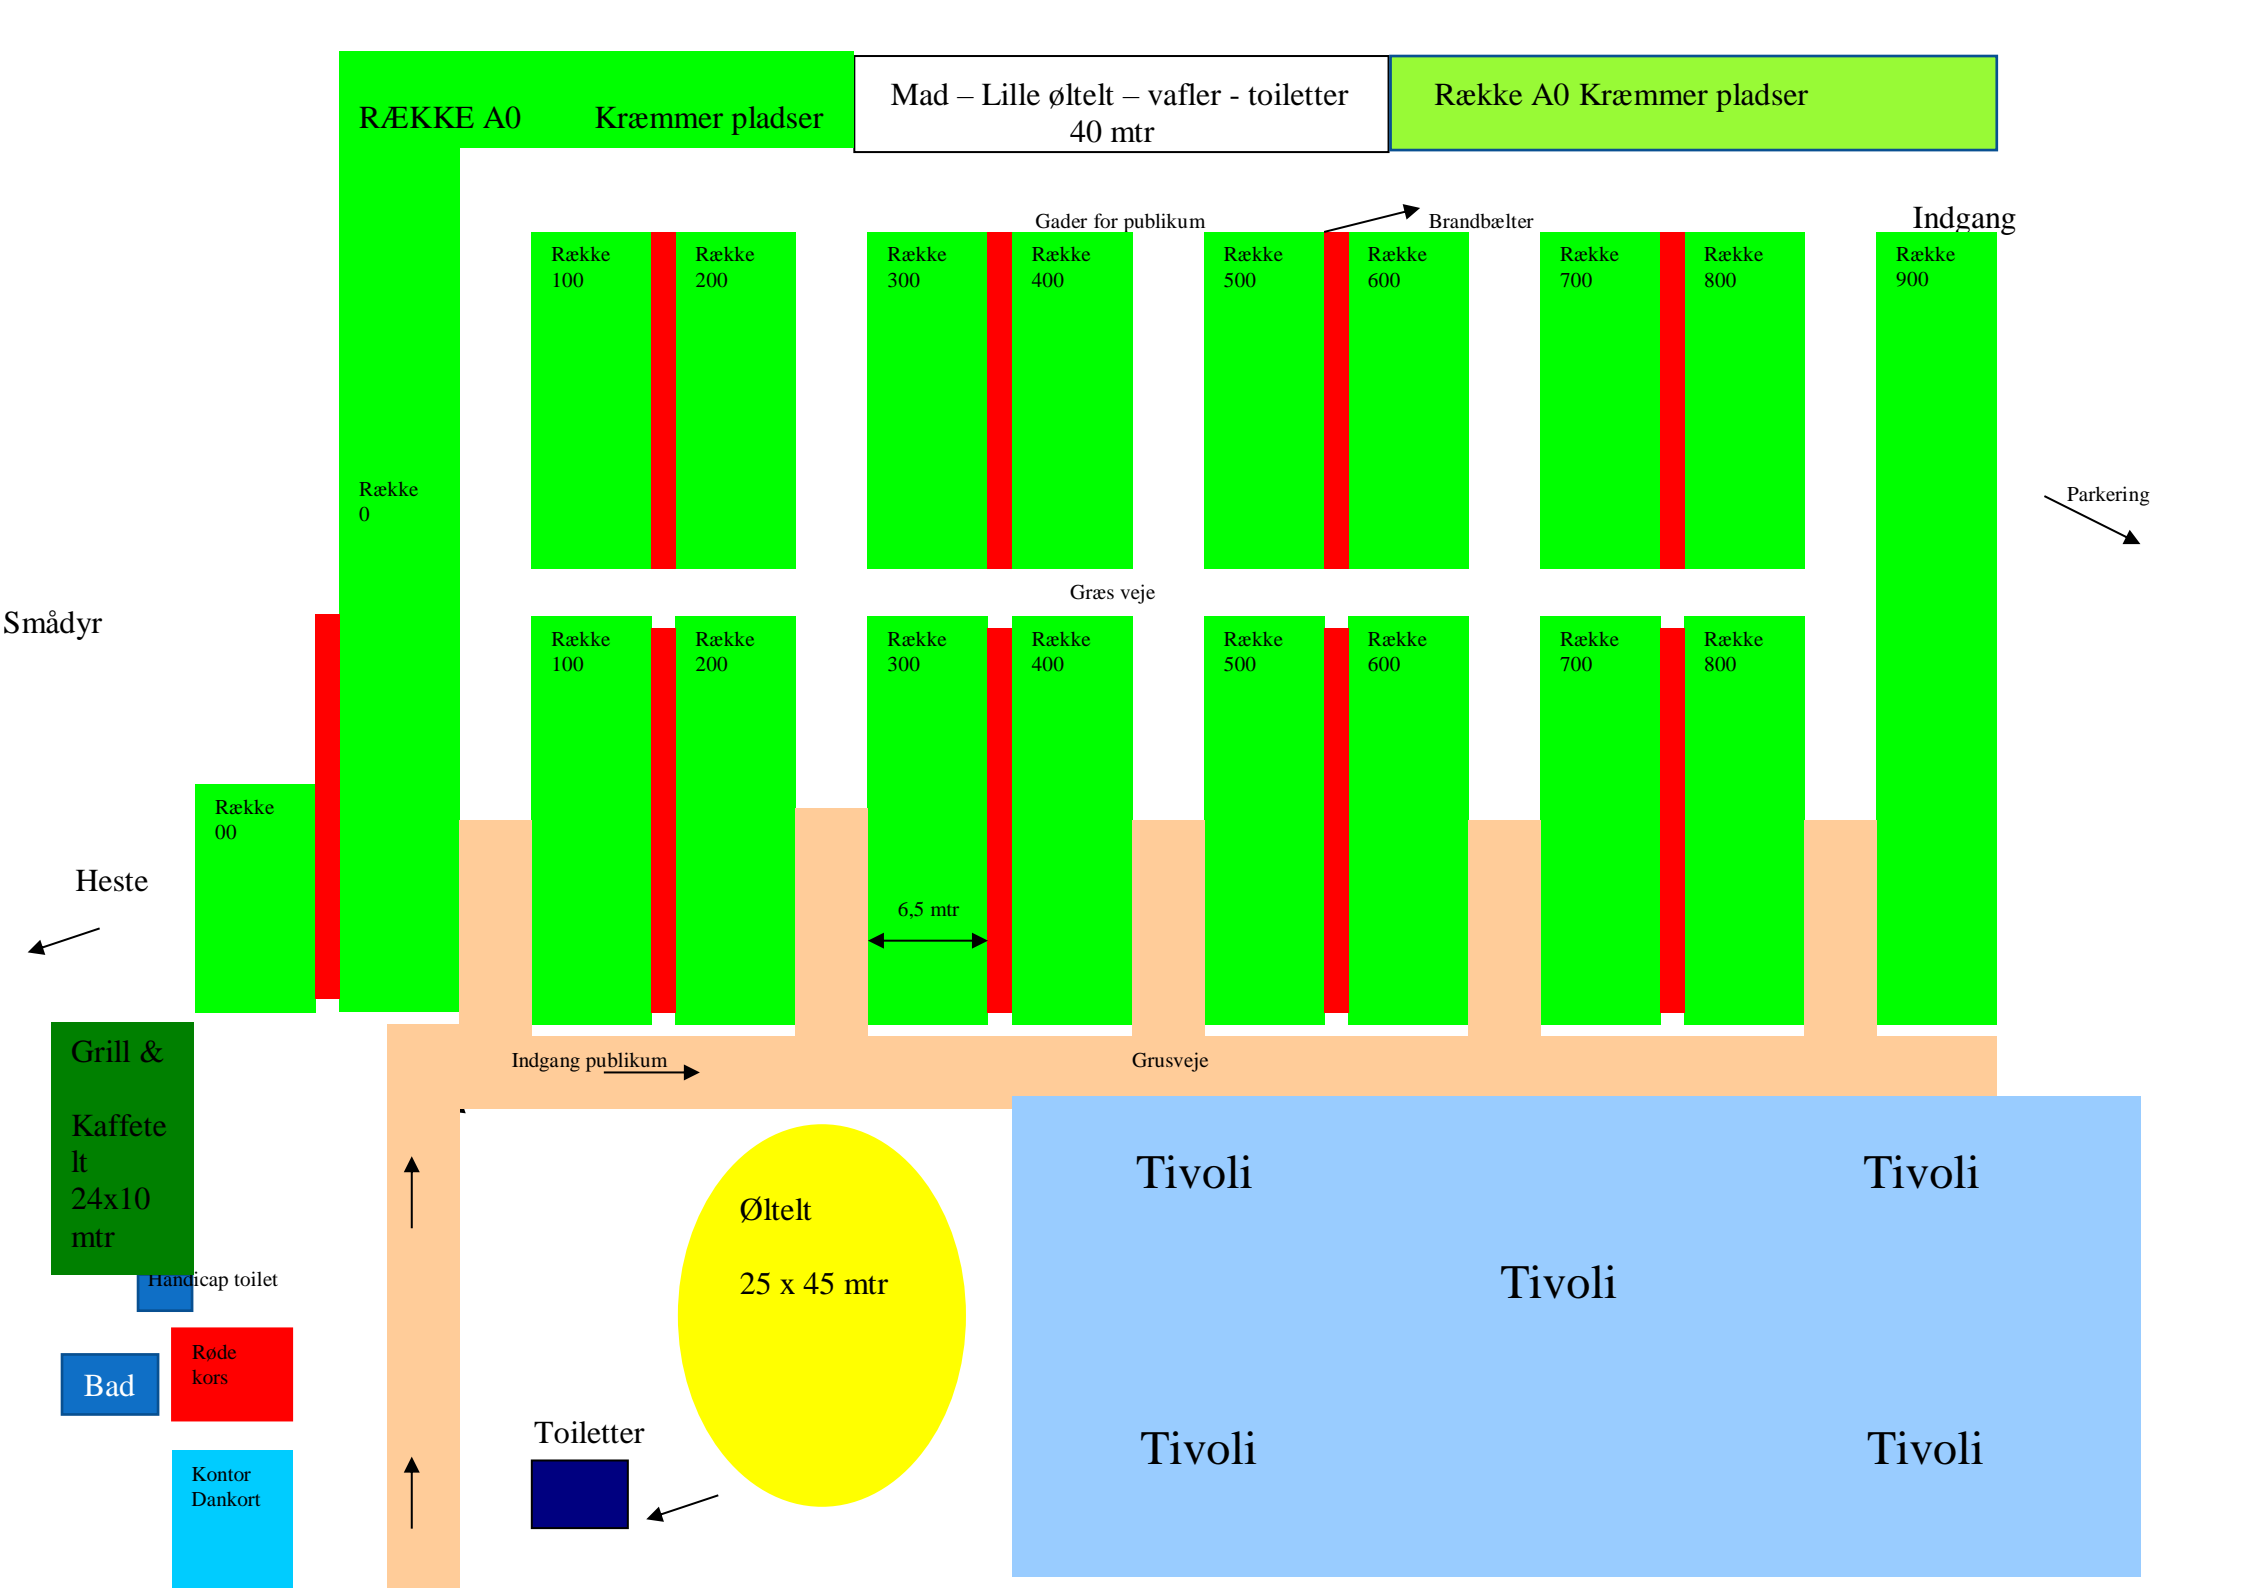 Mad – Lille øltelt – vafler - toiletter
40 mtr
Række A0 Kræmmer pladser
RÆKKE A0 Kræmmer pladser
Gader for publikum
Brandbælter
Indgang
Række
100
Række
200
Række
300
Række
400
Række
500
Række
600
Række
700
Række
800
Række
900
Række
0
Parkering
Græs veje
Smådyr
Række
100
Række
200
Række
300
Række
400
Række
500
Række
600
Række
700
Række
800
Række
00
Heste
6,5 mtr
Grill &
Kaffete
lt
24x10
mtr
Indgang publikum
Grusveje
Tivoli
Tivoli
Øltelt
25 x 45 mtr
Tivoli
Handicap toilet
Røde
kors
Bad
Toiletter
Tivoli
Tivoli
Kontor
Dankort